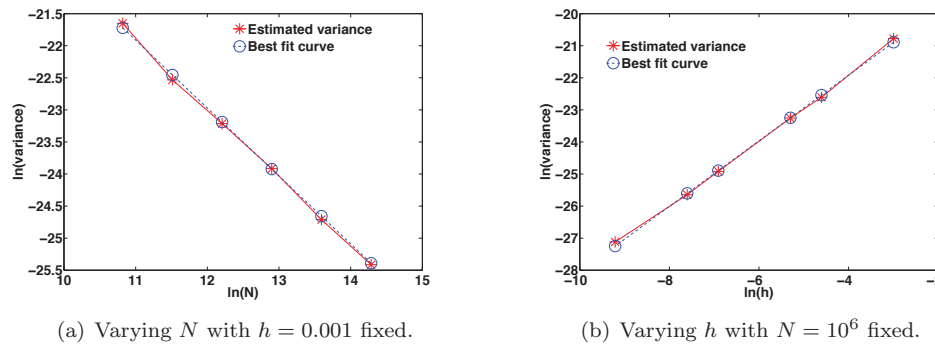 −21.5
−22
−22.5
−23
−23.5
−24
−24.5
−25
−25.5
10
11
12
13
14
15
ln(N)
ln(variance)
Estimated variance
Best fit curve
−20
−21
−22
−23
−24
−25
−26
−27
−28
−10
−8
−6
−4
−2
ln(h)
ln(variance)
Estimated variance
Best fit curve
(a) Varying N with h = 0.001 fixed.
(b) Varying h with N = 10⁶ fixed.